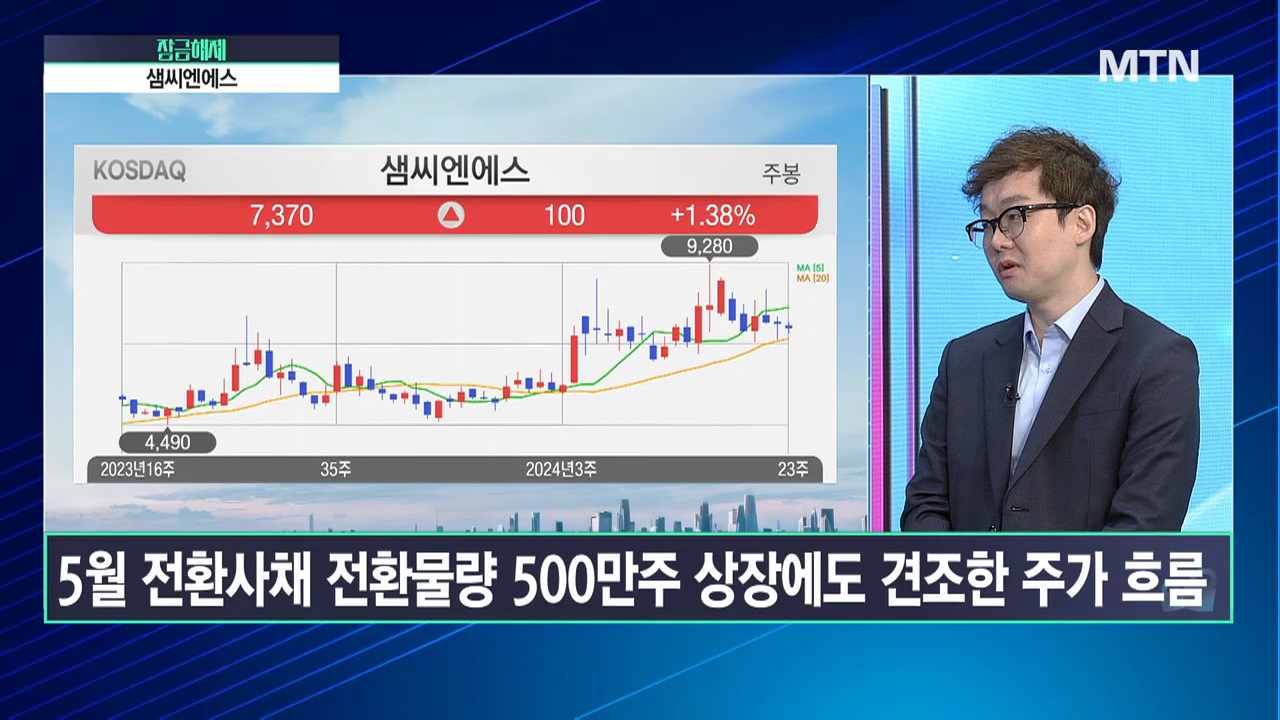 잠금해제
샘씨엔에스
MTN
KOSDAQ 샘씨엔에스 주봉
7,370 100 +1.38%
9,280
MA [5]
MA [20]
4,490
2023년16주 35주 2024년3주 23주
5월 전환사채 전환물량 500만주 상장에도 견조한 주가 흐름